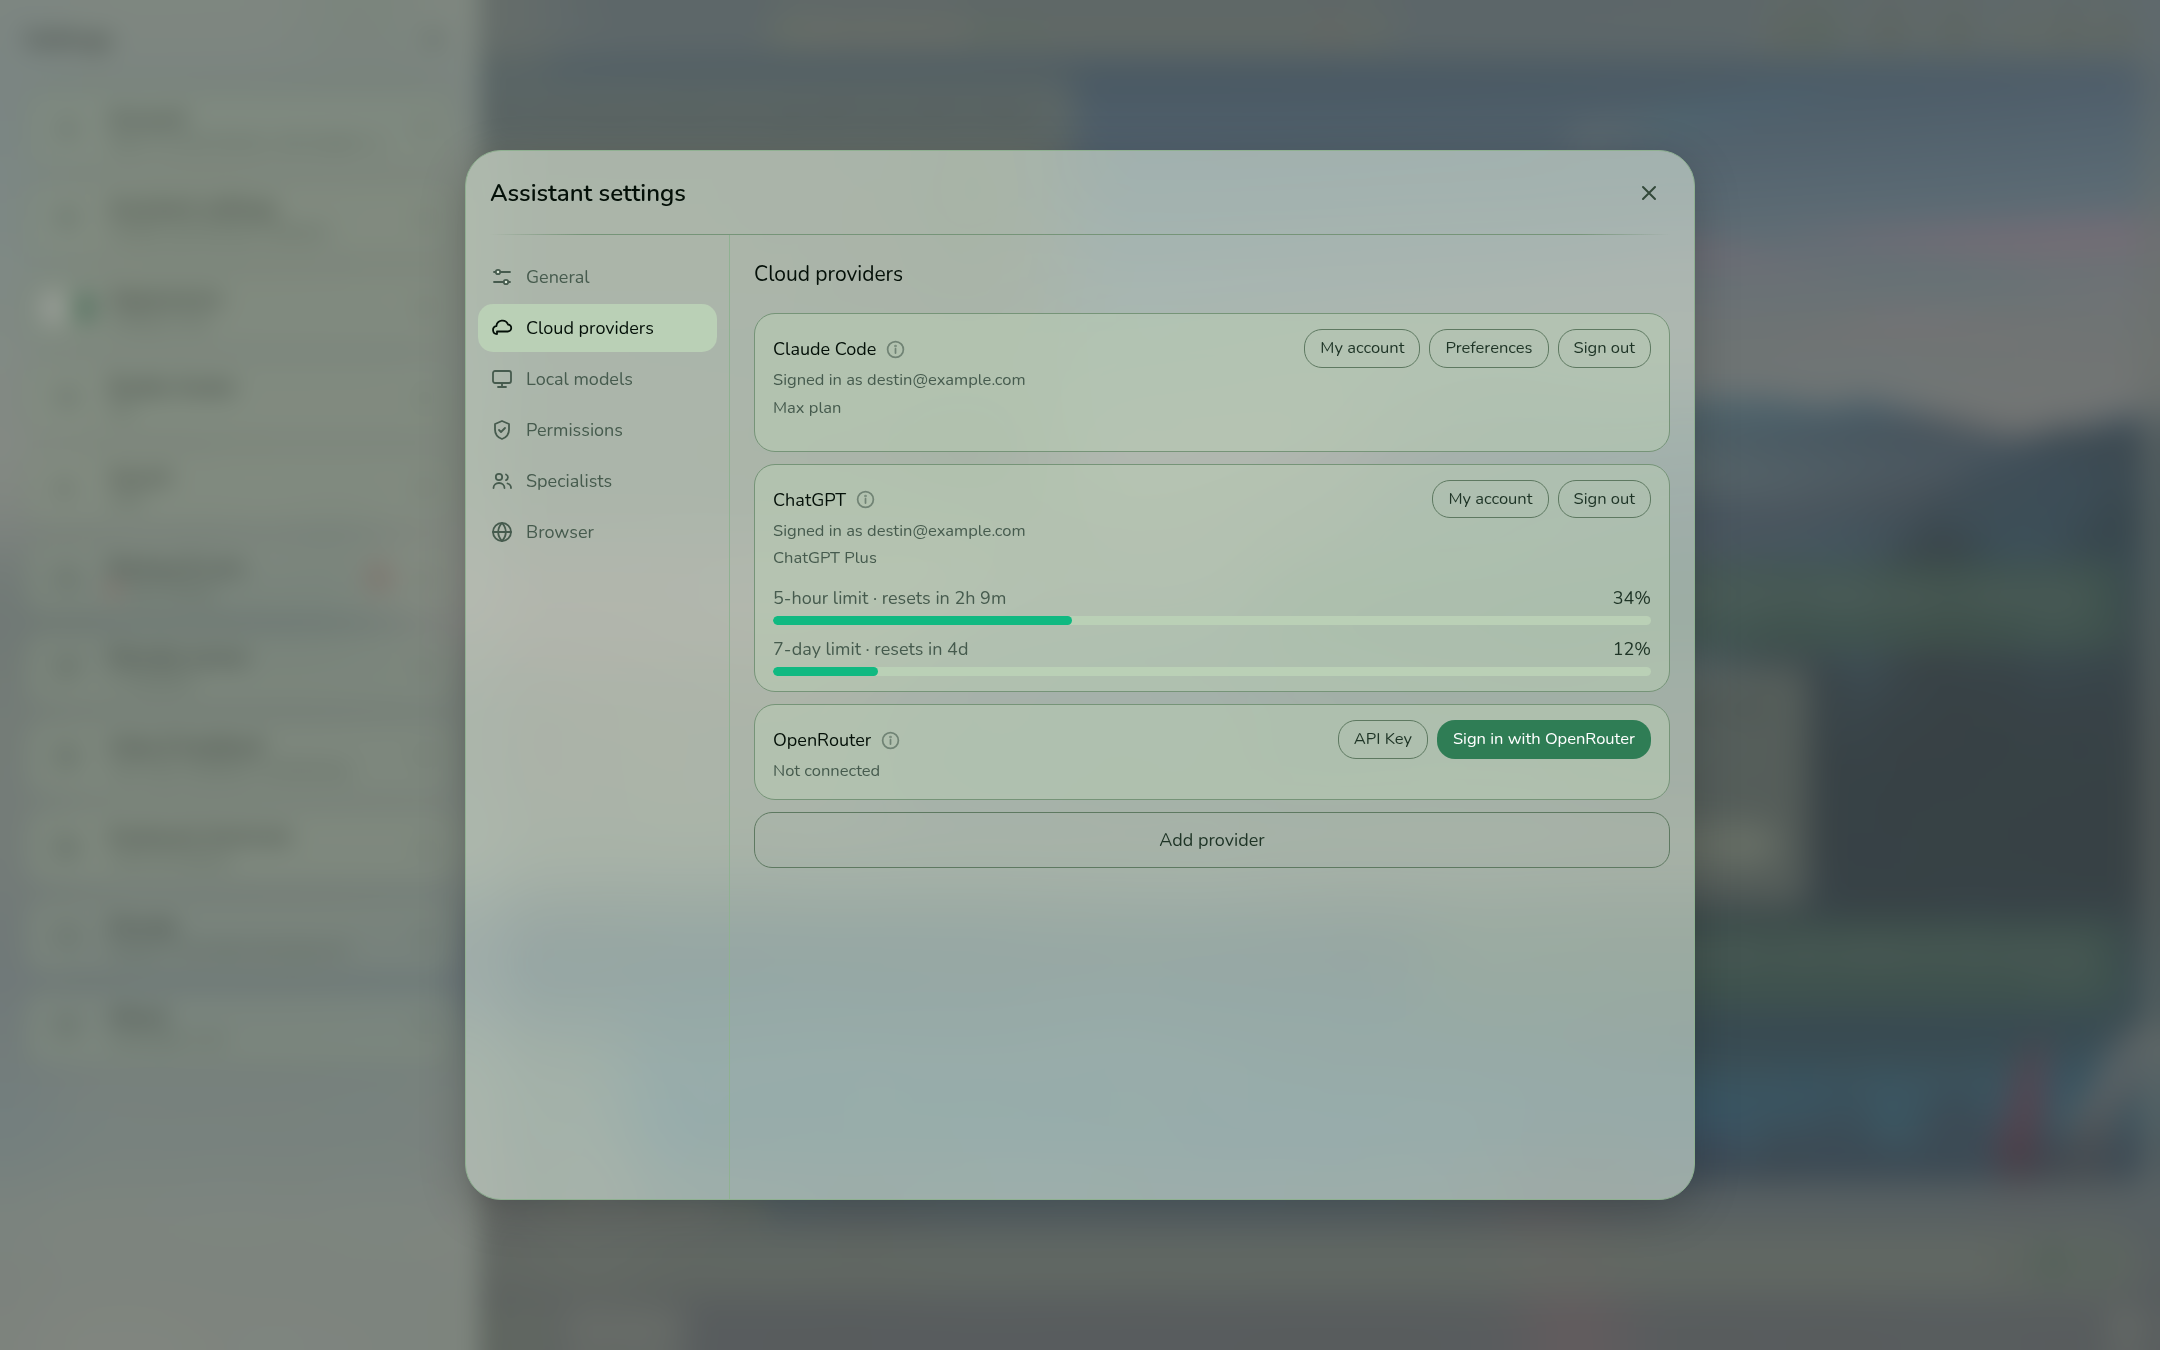 Assistant settings
General
Cloud providers
Local models
Permissions
Specialists
Browser
Cloud providers
Claude Code
My account
Preferences
Sign out
Signed in as destin@example.com
Max plan
ChatGPT
My account
Sign out
Signed in as destin@example.com
ChatGPT Plus
5-hour limit · resets in 2h 9m
34%
7-day limit · resets in 4d
12%
OpenRouter
API Key
Sign in with OpenRouter
Not connected
Add provider